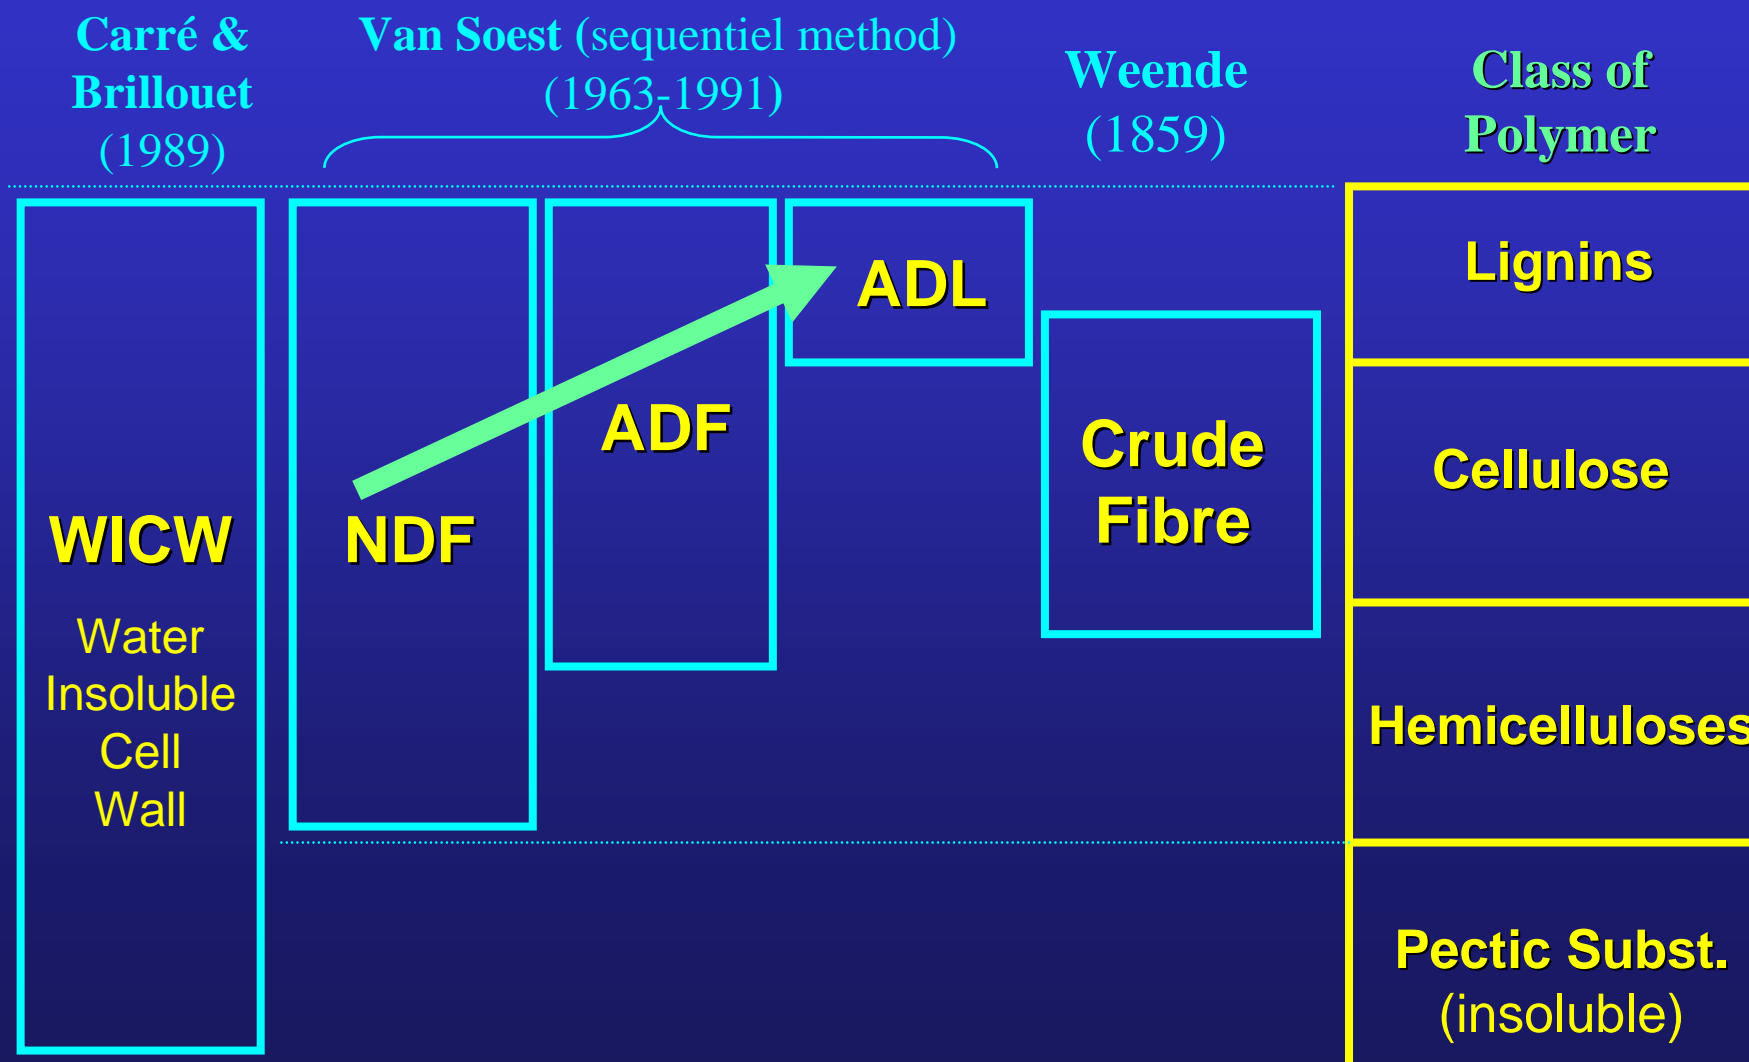 Carré &
Brillouet
(1989)
Van Soest (sequentiel method)
(1963-1991)
Weende
(1859)
Class of
Polymer
WICW
Water
Insoluble
Cell
Wall
NDF
ADF
ADL
Crude
Fibre
Lignins
Cellulose
Hemicelluloses
Pectic Subst.
(insoluble)